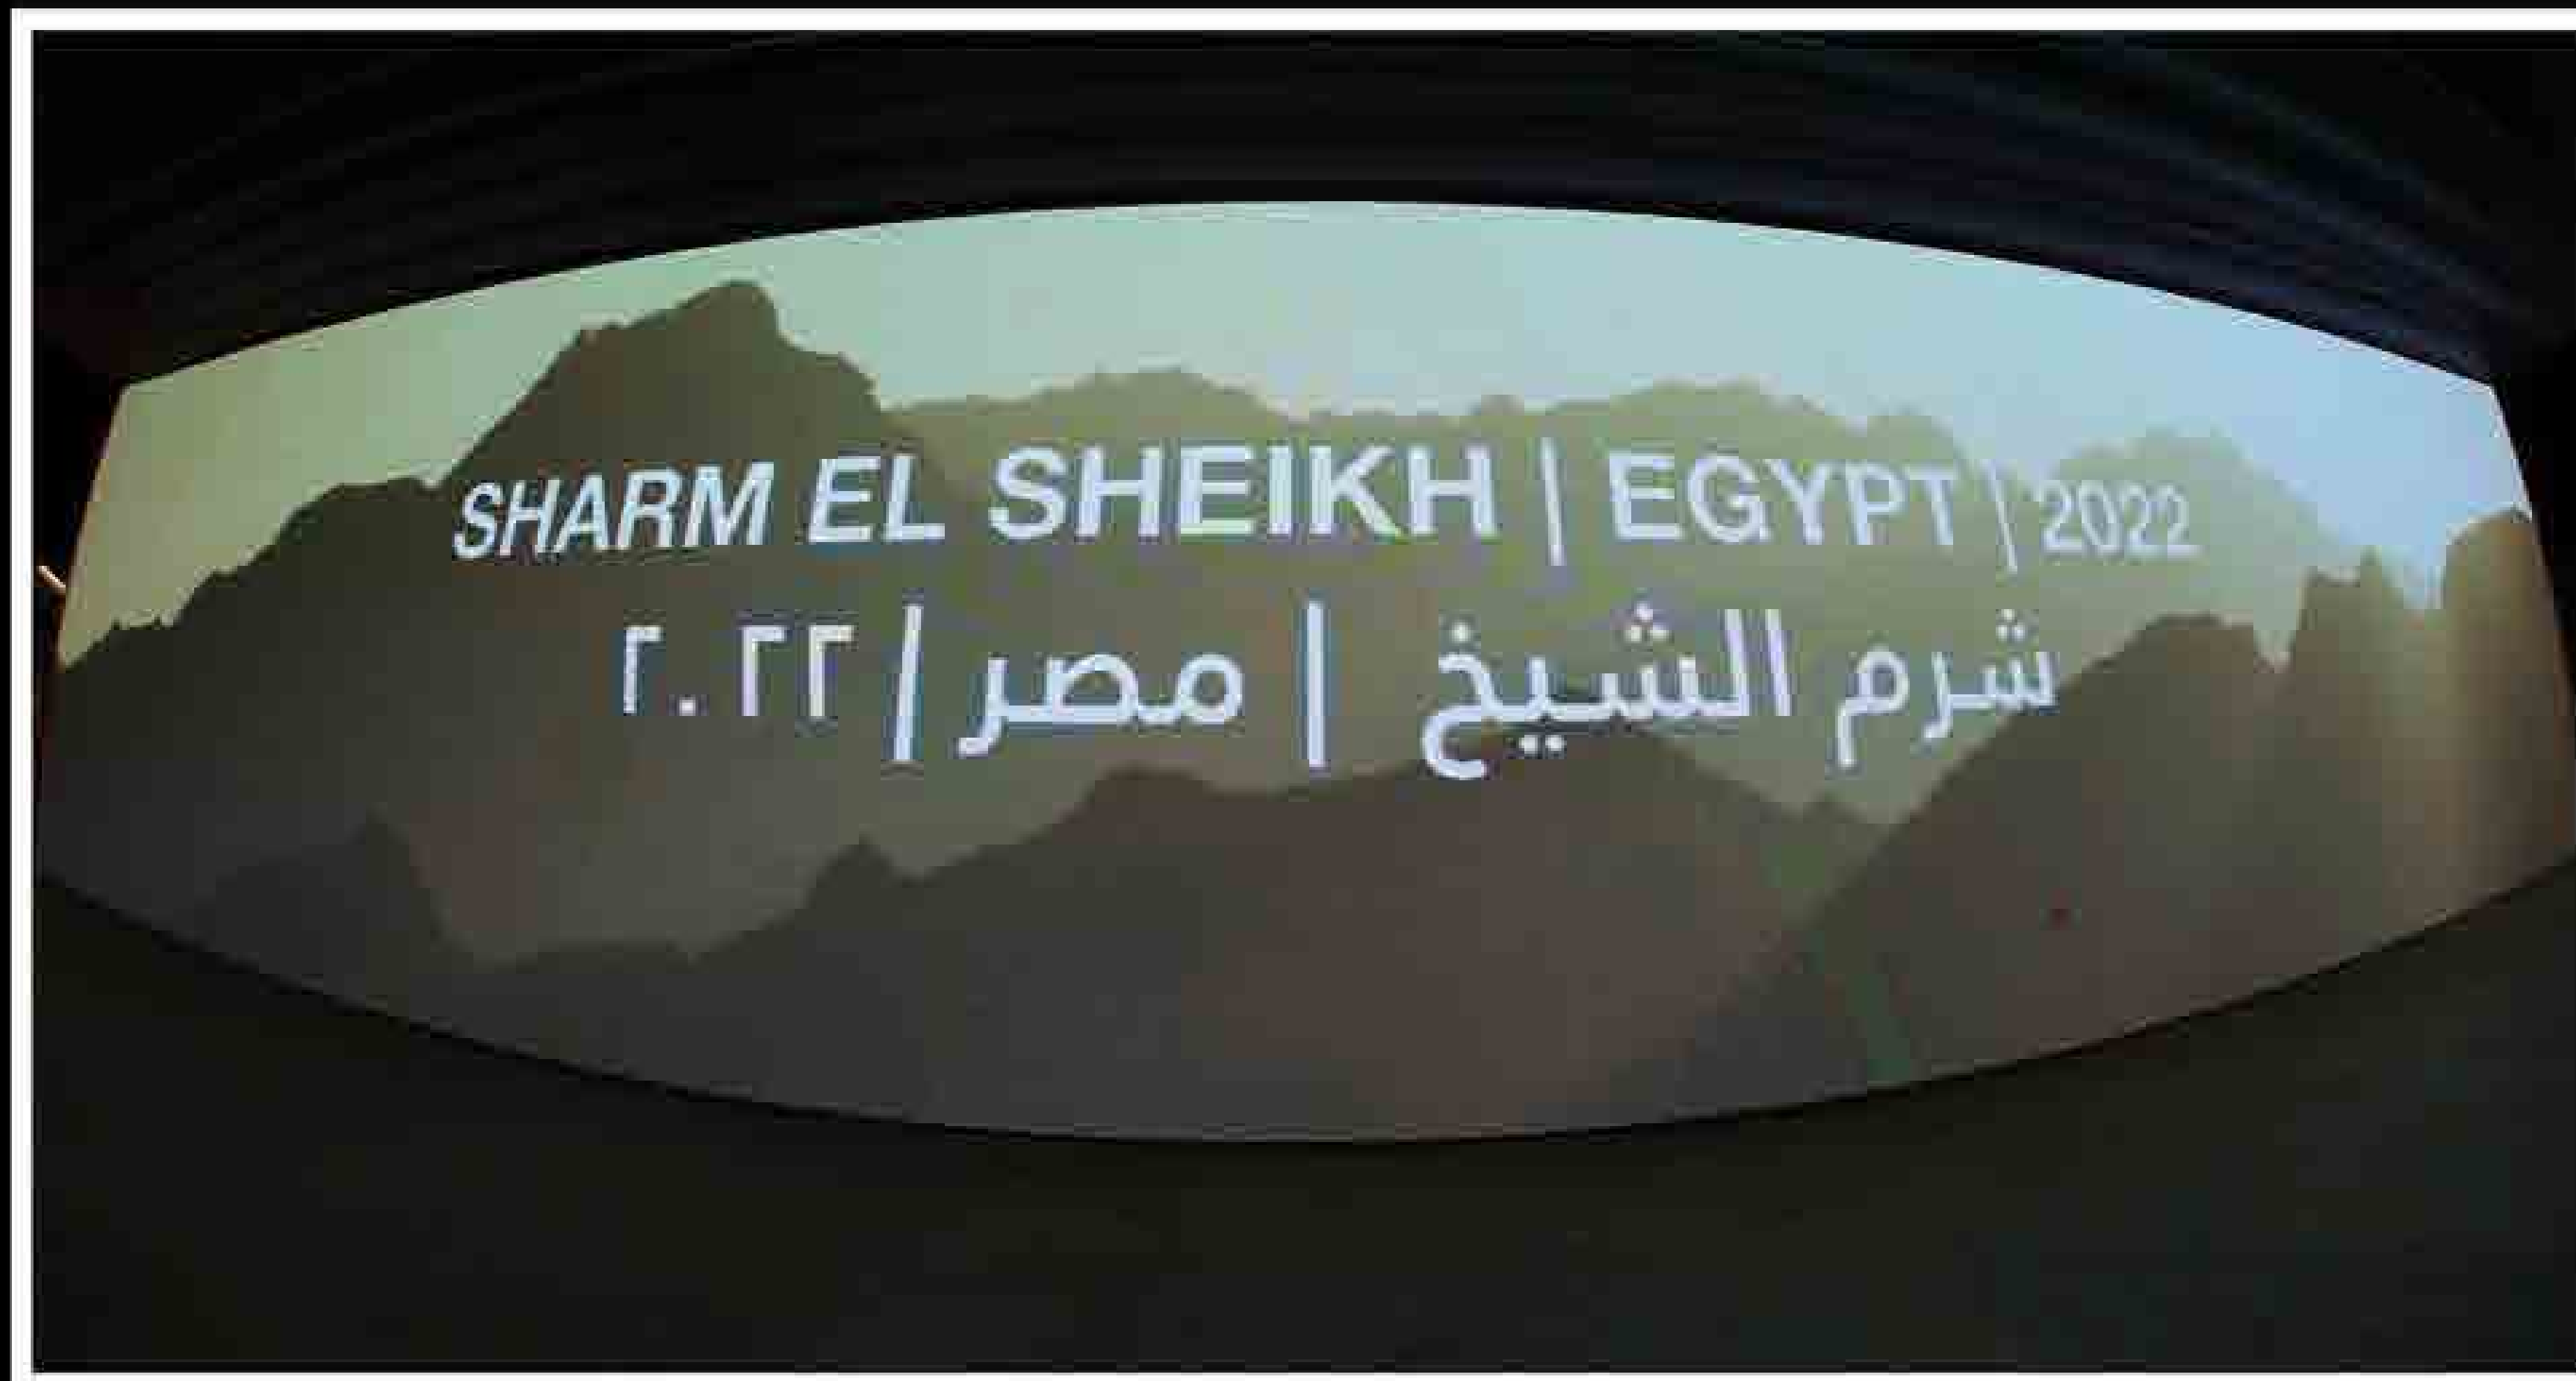 SHARM EL SHEIKH | EGYPT | 2022
شرم الشيخ | مصر | ٢٠٢٢